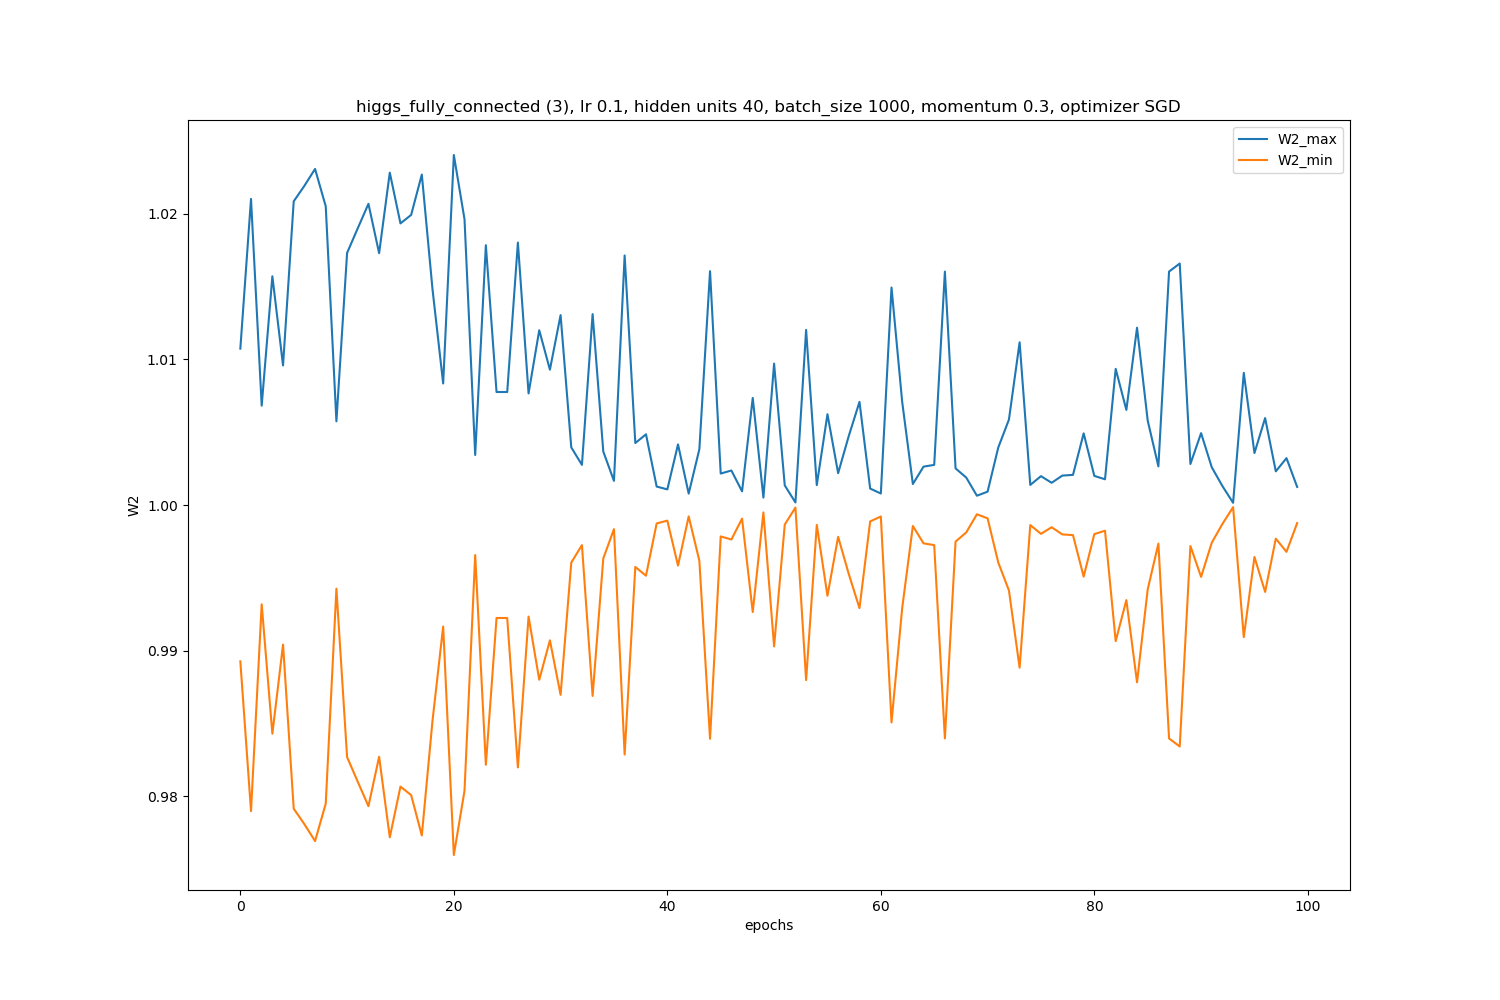 higgs_fully_connected (3), lr 0.1, hidden units 40, batch_size 1000, momentum 0.3, optimizer SGD
W2_max
W2_min
1.02
1.01
1.00
0.99
0.98
W2
0 20 40 60 80 100
epochs